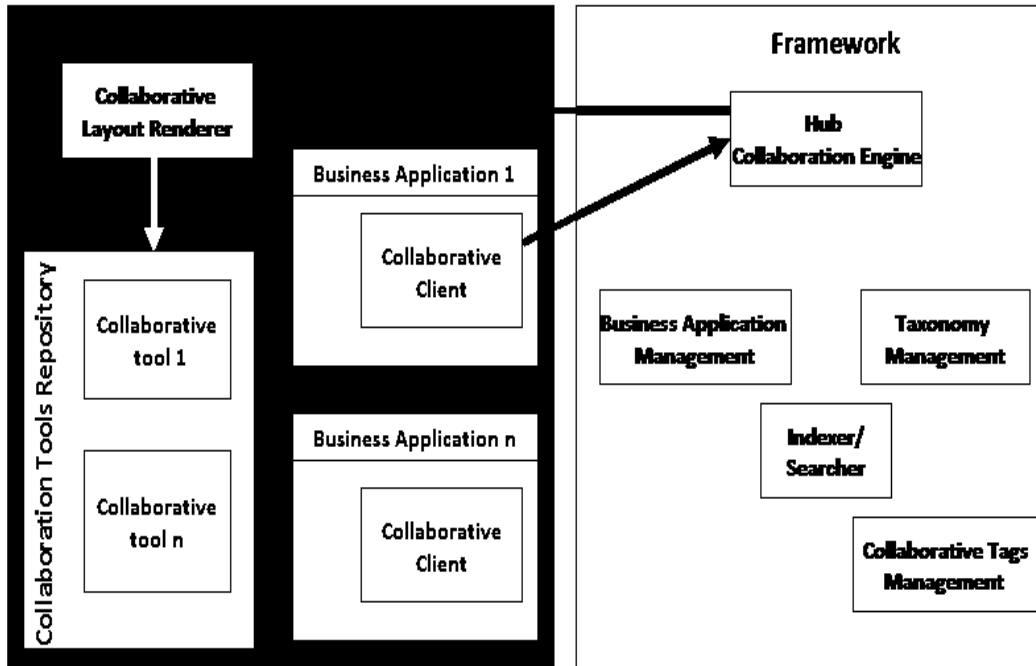 Collaborative
Layout Renderer
Collaboration Tools Repository
Collaborative
tool 1
Collaborative
tool n
Business Application 1
Collaborative
Client
Business Application n
Collaborative
Client
Framework
Hub
Collaboration Engine
Business Application
Management
Taxonomy
Management
Indexer/
Searcher
Collaborative Tags
Management